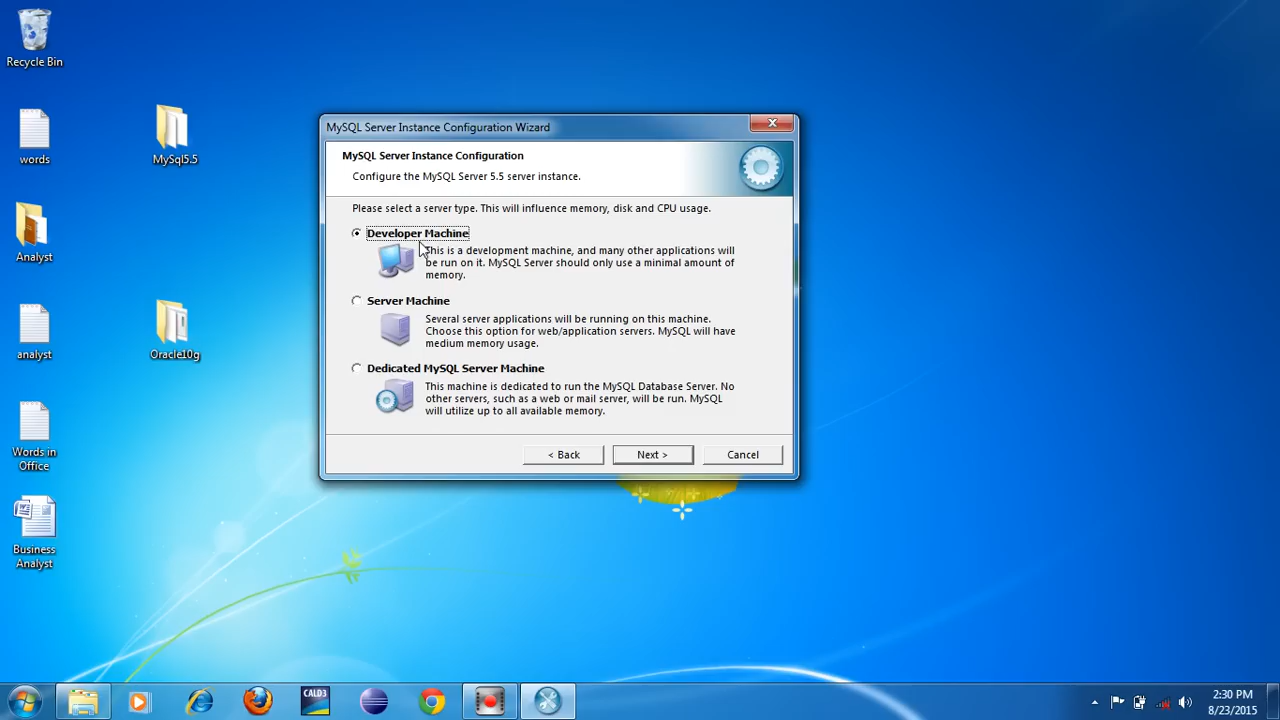 Recycle Bin
words
MySql5.5
Analyst
analyst
Oracle10g
Words in
Office
Business
Analyst
MySQL Server Instance Configuration Wizard
MySQL Server Instance Configuration
Configure the MySQL Server 5.5 server instance.
Please select a server type. This will influence memory, disk and CPU usage.
Developer Machine
This is a development machine, and many other applications will
be run on it. MySQL Server should only use a minimal amount of
memory.
Server Machine
Several server applications will be running on this machine.
Choose this option for web/application servers. MySQL will have
medium memory usage.
Dedicated MySQL Server Machine
This machine is dedicated to run the MySQL Database Server. No
other servers, such as a web or mail server, will be run. MySQL
will utilize up to all available memory.
< Back
Next >
Cancel
CALD3
2:30 PM
8/23/2015